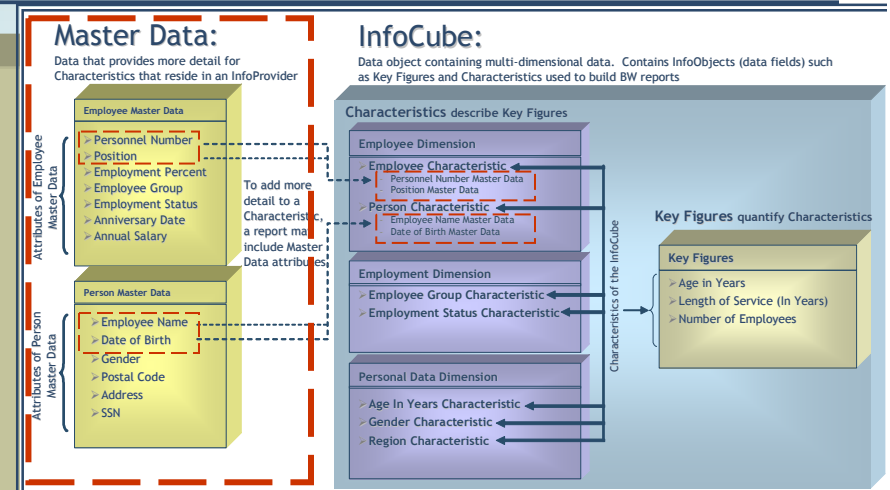 Master Data:
Data that provides more detail for
Characteristics that reside in an InfoProvider
Employee Master Data
Attributes of Employee
Master Data
➢Personnel Number
➢Position
➢Employment Percent
➢Employee Group
➢Employment Status
➢Anniversary Date
➢Annual Salary
Person Master Data
Attributes of Person
Master Data
➢Employee Name
➢Date of Birth
➢Gender
➢Postal Code
➢Address
➢SSN
To add more
detail to a
Characteristic,
a report may
include Master
Data attributes
InfoCube:
Data object containing multi-dimensional data.  Contains InfoObjects (data fields) such
as Key Figures and Characteristics used to build BW reports
Characteristics describe Key Figures
Employee Dimension
➢Employee Characteristic
- Personnel Number Master Data
- Position Master Data
➢Person Characteristic
- Employee Name Master Data
- Date of Birth Master Data
Employment Dimension
➢Employee Group Characteristic
➢Employment Status Characteristic
Personal Data Dimension
➢Age In Years Characteristic
➢Gender Characteristic
➢Region Characteristic
Characteristics of the InfoCube
Key Figures quantify Characteristics
Key Figures
➢Age in Years
➢Length of Service (In Years)
➢Number of Employees